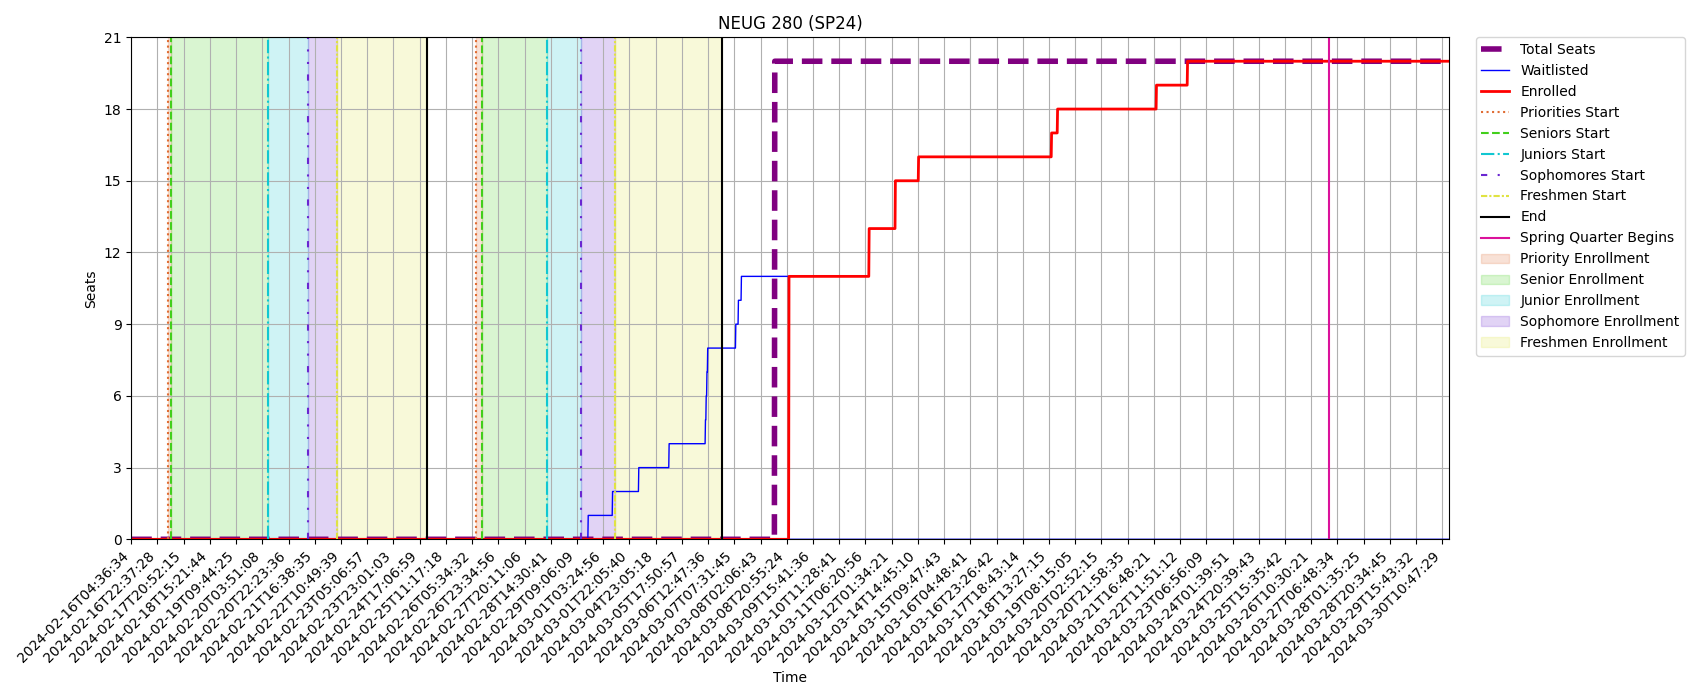 NEUG 280 (SP24)
21
18
15
12
9
6
3
0
Seats
2024-02-16T04:36:34
2024-02-16T22:37:28
2024-02-17T20:52:15
2024-02-18T15:21:44
2024-02-19T09:44:25
2024-02-20T03:51:08
2024-02-20T22:23:36
2024-02-21T16:38:35
2024-02-22T10:49:39
2024-02-23T05:06:57
2024-02-23T23:01:03
2024-02-24T17:06:59
2024-02-25T11:17:18
2024-02-26T05:34:32
2024-02-26T23:34:56
2024-02-27T20:11:06
2024-02-28T14:30:41
2024-02-29T09:06:09
2024-03-01T03:24:56
2024-03-01T22:05:40
2024-03-04T23:05:18
2024-03-05T17:50:57
2024-03-06T12:47:36
2024-03-07T07:31:45
2024-03-08T02:06:43
2024-03-08T20:55:24
2024-03-09T15:41:36
2024-03-10T11:28:41
2024-03-11T06:20:56
2024-03-12T01:34:21
2024-03-14T14:45:10
2024-03-15T09:47:43
2024-03-16T04:48:41
2024-03-16T23:26:42
2024-03-17T18:43:14
2024-03-18T13:27:15
2024-03-19T08:15:05
2024-03-20T02:52:15
2024-03-20T21:58:35
2024-03-21T16:48:21
2024-03-22T11:51:12
2024-03-23T06:56:09
2024-03-24T01:39:51
2024-03-24T20:39:43
2024-03-25T15:35:42
2024-03-26T10:30:21
2024-03-27T06:48:34
2024-03-28T01:35:25
2024-03-28T20:34:45
2024-03-29T15:43:32
2024-03-30T10:47:29
Time
Total Seats
Waitlisted
Enrolled
Priorities Start
Seniors Start
Juniors Start
Sophomores Start
Freshmen Start
End
Spring Quarter Begins
Priority Enrollment
Senior Enrollment
Junior Enrollment
Sophomore Enrollment
Freshmen Enrollment